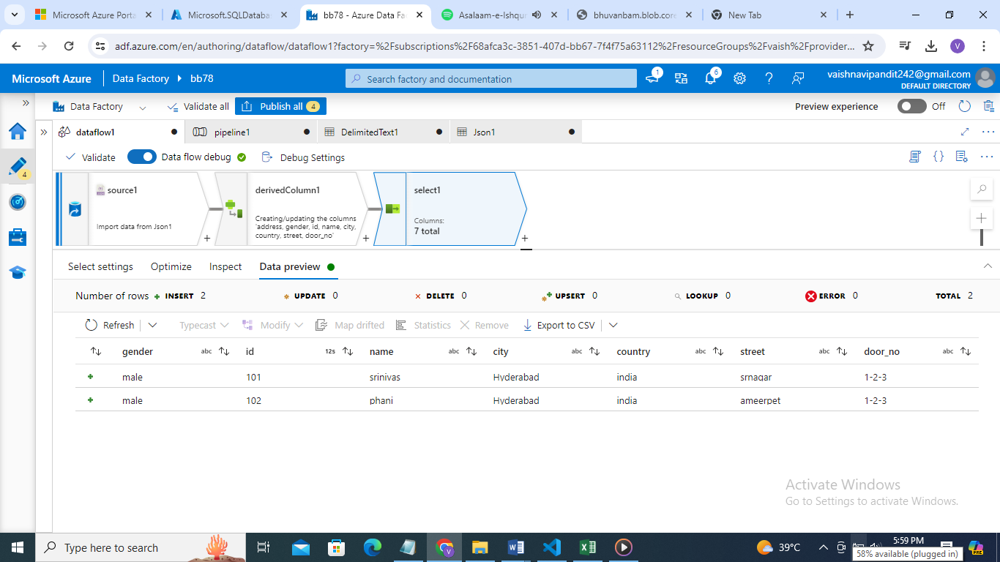 Microsoft Azure Porta
Microsoft.SQLDatabas
bb78 - Azure Data Fac
Asalaam-e-Ishqur
bhuvanbam.blob.core
New Tab
adf.azure.com/en/authoring/dataflow/dataflow1?factory=%2Fsubscriptions%2F68afca3c-3851-407d-bb67-7f4f75a63112%2FresourceGroups%2Fvaish%2Fprovider...
V
Microsoft Azure
Data Factory
bb78
Search factory and documentation
1
6
vaishnavipandit242@gmail.com
DEFAULT DIRECTORY
Data Factory
Validate all
Publish all 4
Preview experience
Off
dataflow1
pipeline1
DelimitedText1
Json1
4
Validate
Data flow debug
Debug Settings
source1
Import data from Json1
derivedColumn1
Creating/updating the columns
'address, gender, id, name, city,
country, street, door_no'
select1
Columns:
7 total
Select settings
Optimize
Inspect
Data preview
Number of rows
INSERT 2
UPDATE 0
DELETE 0
UPSERT 0
LOOKUP 0
ERROR 0
TOTAL 2
Refresh
Typecast
Modify
Map drifted
Statistics
Remove
Export to CSV
gender abc id 12s name abc city abc country abc street abc door_no abc
male 101 srinivas Hyderabad india srnagar 1-2-3
male 102 phani Hyderabad india ameerpet 1-2-3
Activate Windows
Go to Settings to activate Windows.
Type here to search
39°C
5:59 PM
58% available (plugged in)
PRE